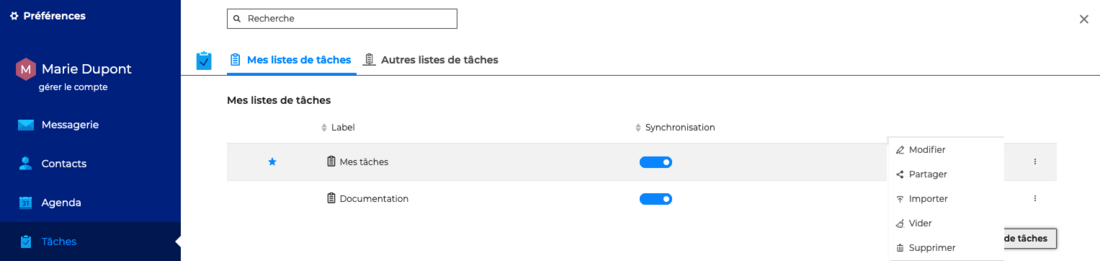 Préférences
Recherche
M Marie Dupont
gérer le compte
Messagerie
Contacts
Agenda
31
Tâches
Mes listes de tâches
Autres listes de tâches
Mes listes de tâches
Label
Synchronisation
Mes tâches
Documentation
Modifier
Partager
Importer
Vider
Supprimer
de tâches